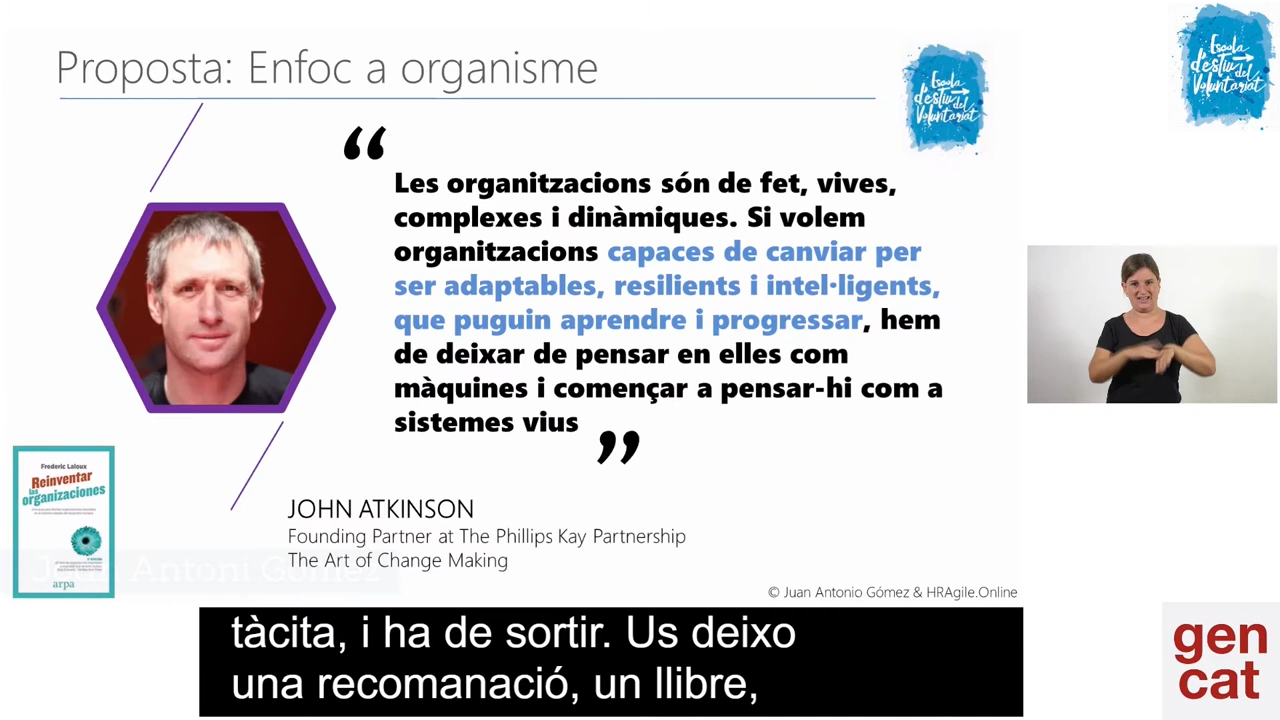 Proposta: Enfoc a organisme
Escola
d'estiu
del
Voluntariat
Escola
d'estiu
del
Voluntariat
“
Les organitzacions són de fet, vives,
complexes i dinàmiques. Si volem
organitzacions capaces de canviar per
ser adaptables, resilients i intel·ligents,
que puguin aprendre i progressar, hem
de deixar de pensar en elles com
màquines i començar a pensar-hi com a
sistemes vius
”
Frederic Laloux
Reinventar
las
organizaciones
arpa
JOHN ATKINSON
Founding Partner at The Phillips Kay Partnership
The Art of Change Making
Juan Antoni Gómez
© Juan Antonio Gómez & HRAgile.Online
tàcita, i ha de sortir. Us deixo
una recomanació, un llibre,
gen
cat